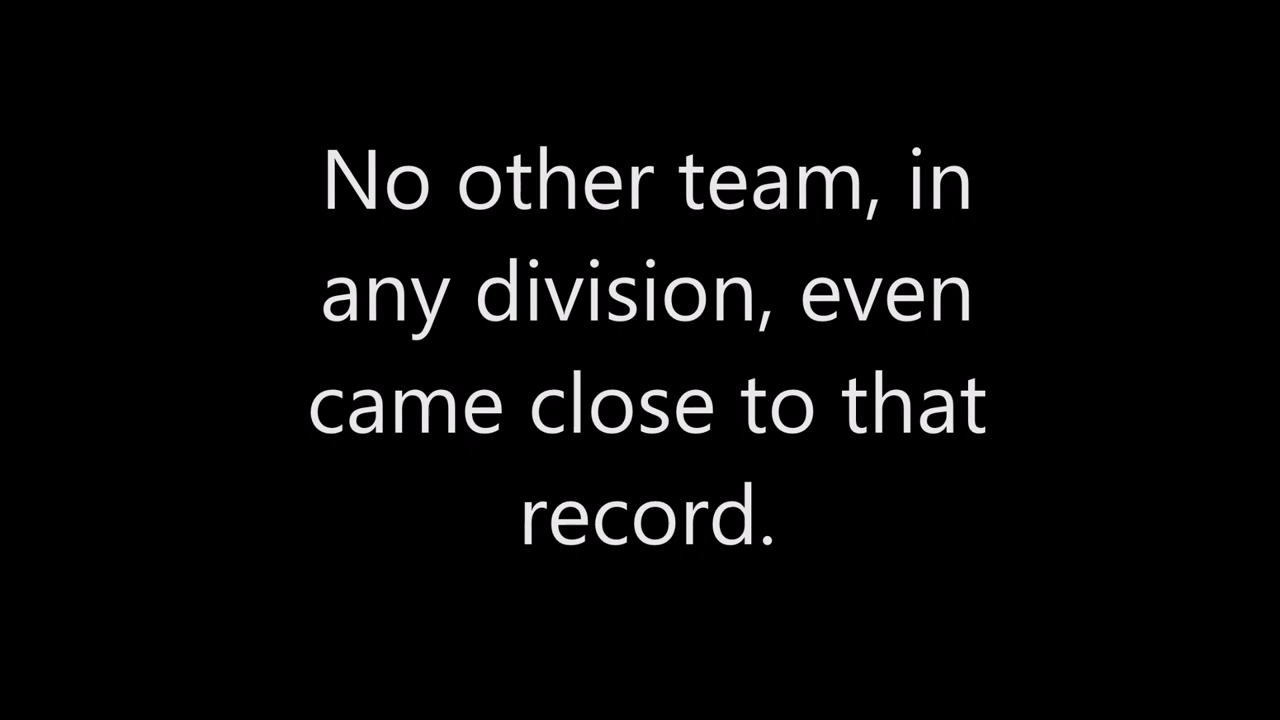 No other team, in
any division, even
came close to that
record.